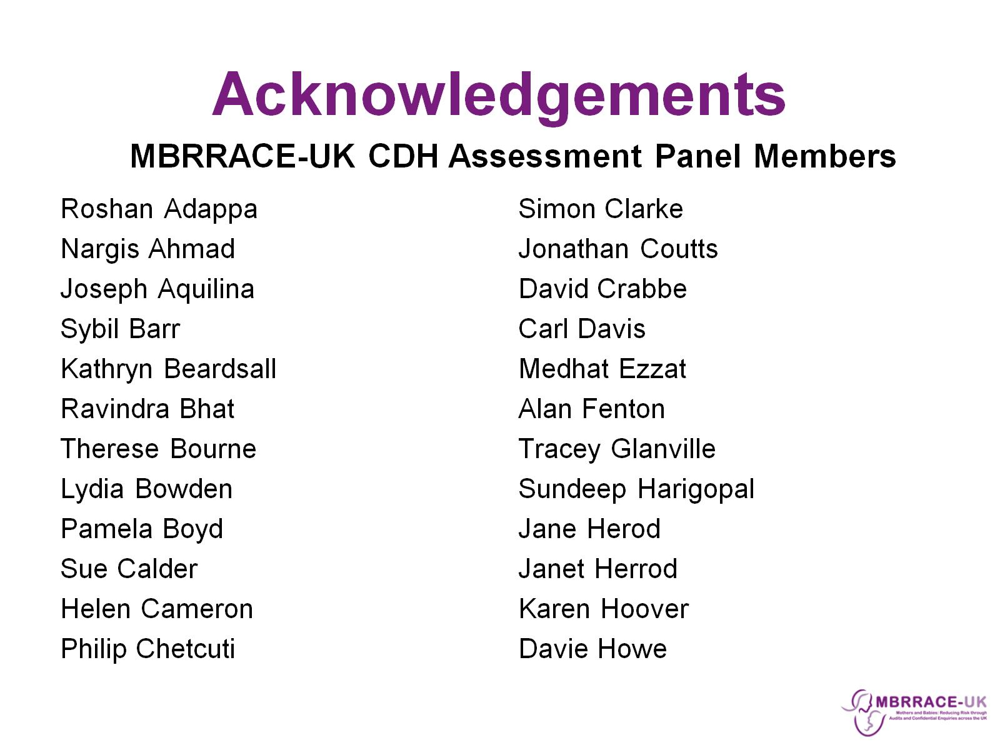 Acknowledgements
MBRRACE-UK CDH Assessment Panel Members
Roshan Adappa
Nargis Ahmad
Joseph Aquilina
Sybil Barr
Kathryn Beardsall
Ravindra Bhat
Therese Bourne
Lydia Bowden
Pamela Boyd
Sue Calder
Helen Cameron
Philip Chetcuti
Simon Clarke
Jonathan Coutts
David Crabbe
Carl Davis
Medhat Ezzat
Alan Fenton
Tracey Glanville
Sundeep Harigopal
Jane Herod
Janet Herrod
Karen Hoover
Davie Howe
MBRRACE-UK
Mothers and Babies: Reducing Risk through
Audits and Confidential Enquiries across the UK